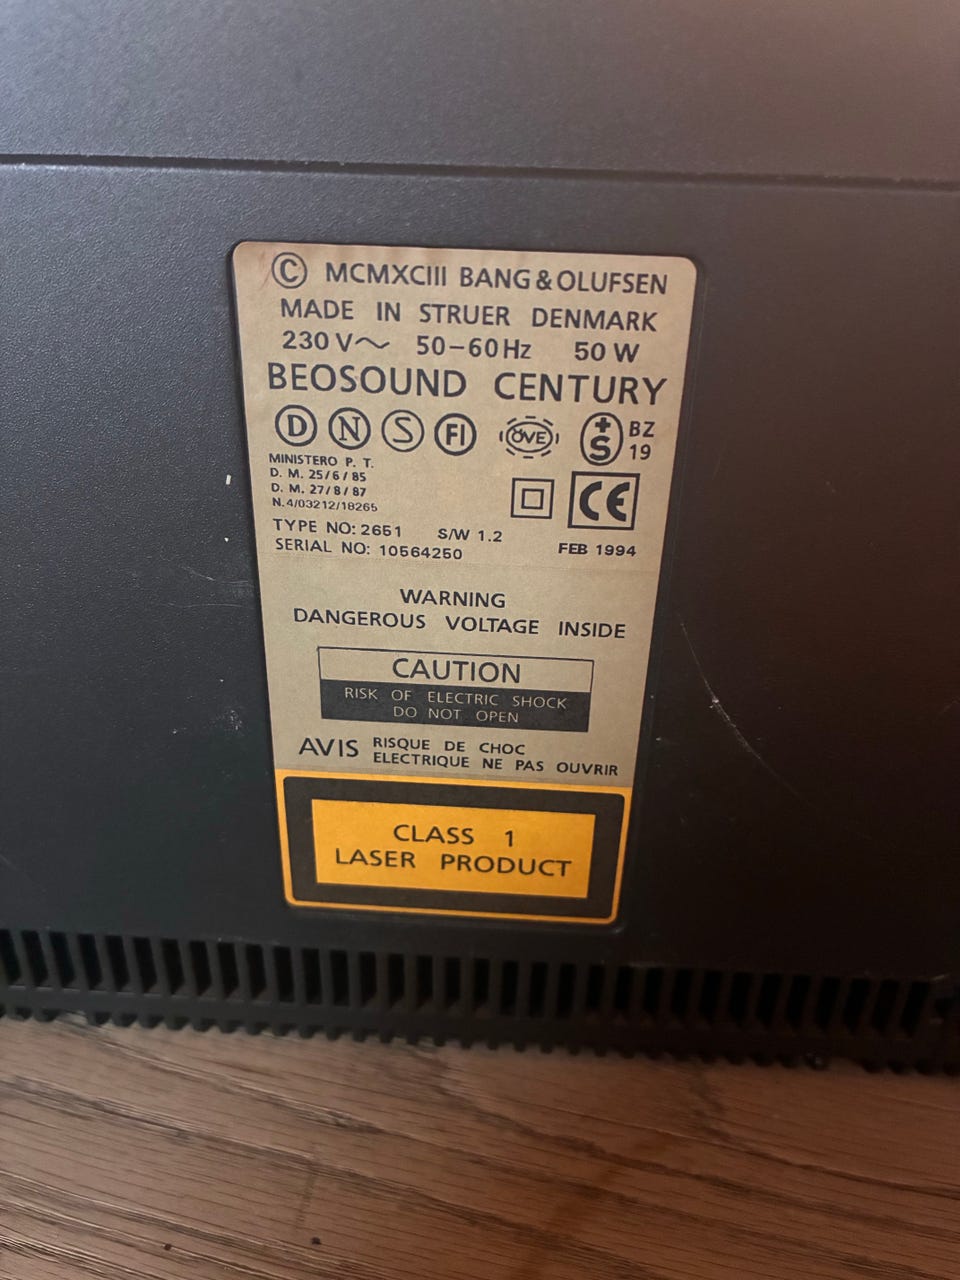 © MCMXCIII BANG & OLUFSEN
MADE IN STRUER DENMARK
230 V~ 50-60 Hz 50 W
BEOSOUND CENTURY
D N S FI ÖVE +S BZ 19
MINISTERO P. T.
D. M. 25/6/85
D. M. 27/8/87
N. 4/03212/18265
CE
TYPE NO: 2651 S/W 1.2
SERIAL NO: 10564250 FEB 1994
WARNING
DANGEROUS VOLTAGE INSIDE
CAUTION
RISK OF ELECTRIC SHOCK
DO NOT OPEN
AVIS RISQUE DE CHOC
ELECTRIQUE NE PAS OUVRIR
CLASS 1
LASER PRODUCT